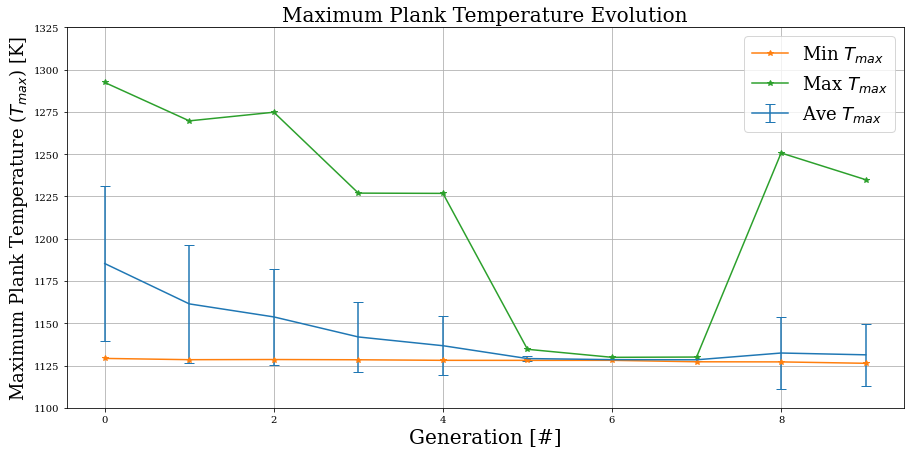 Maximum Plank Temperature Evolution
Maximum Plank Temperature (T_max) [K]
1325
1300
1275
1250
1225
1200
1175
1150
1125
1100
Min T_max
Max T_max
Ave T_max
0 2 4 6 8
Generation [#]